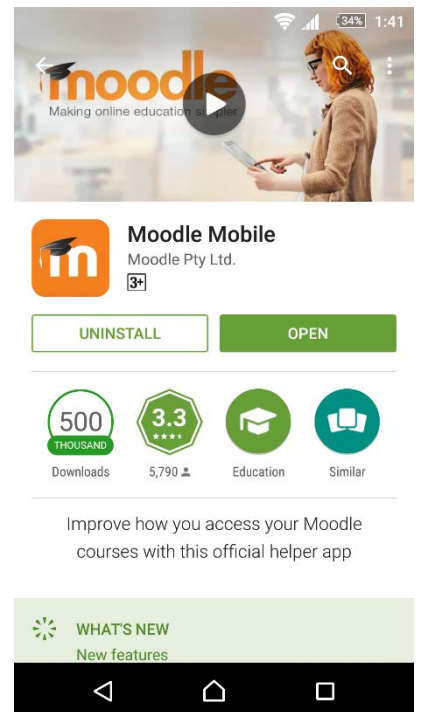 34% 1:41
moodle
Making online education simpler
m
Moodle Mobile
Moodle Pty Ltd.
3+
UNINSTALL OPEN
500 3.3
THOUSAND
Downloads 5,790 Education Similar
Improve how you access your Moodle
courses with this official helper app
WHAT'S NEW
New features